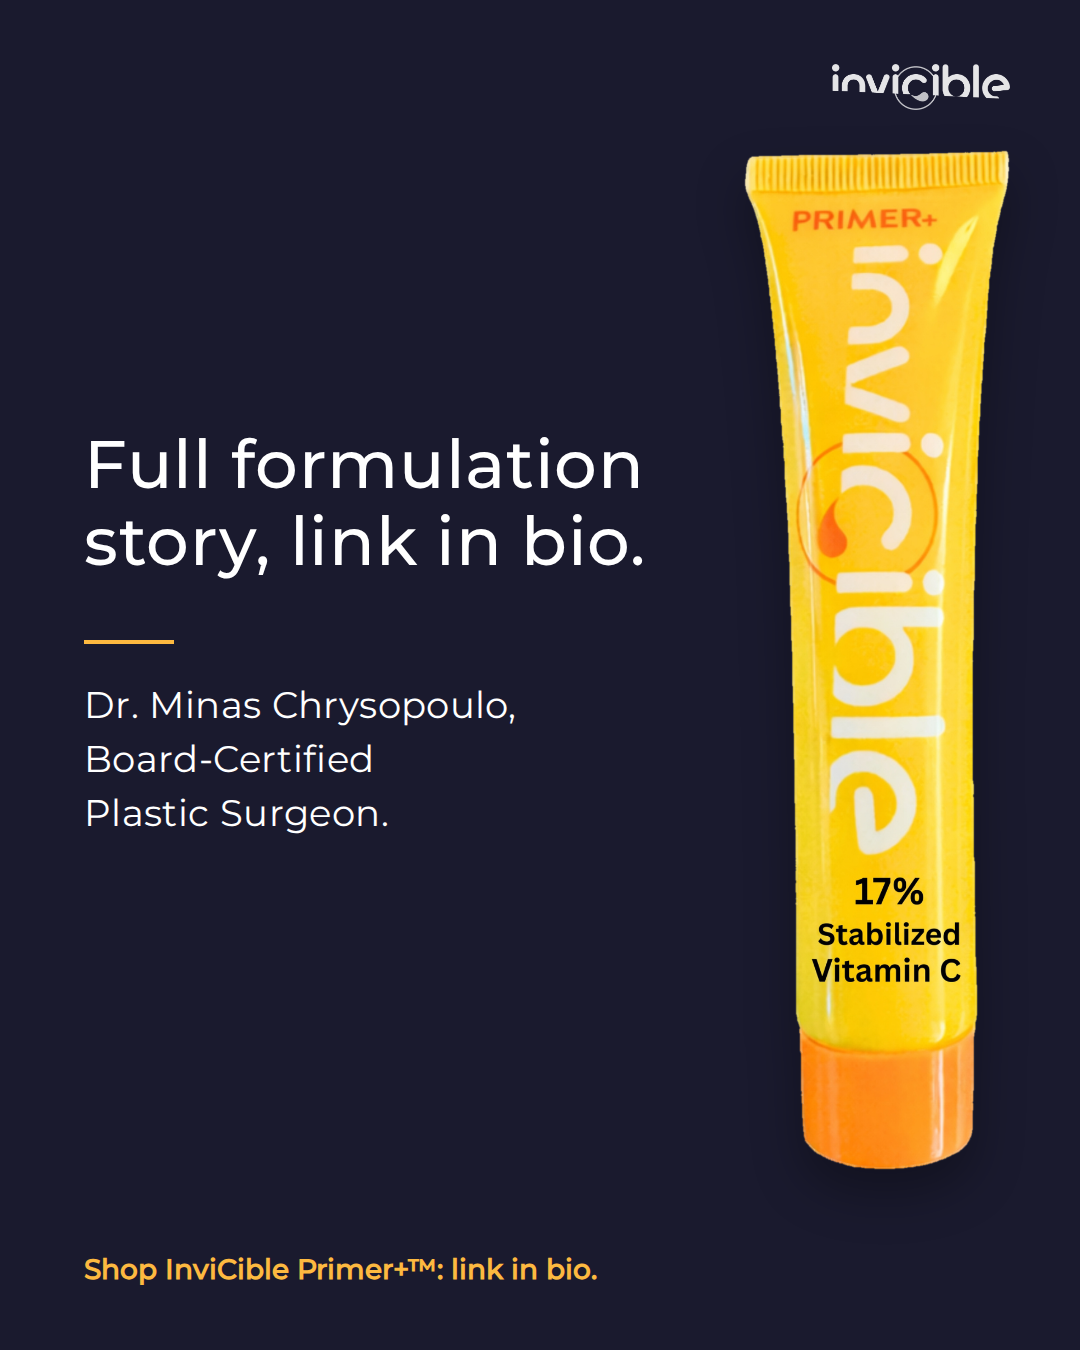 invicible
PRIMER+
invicible
Full formulation
story, link in bio.
Dr. Minas Chrysopoulo,
Board-Certified
Plastic Surgeon.
17%
Stabilized
Vitamin C
Shop InviCible Primer+™: link in bio.